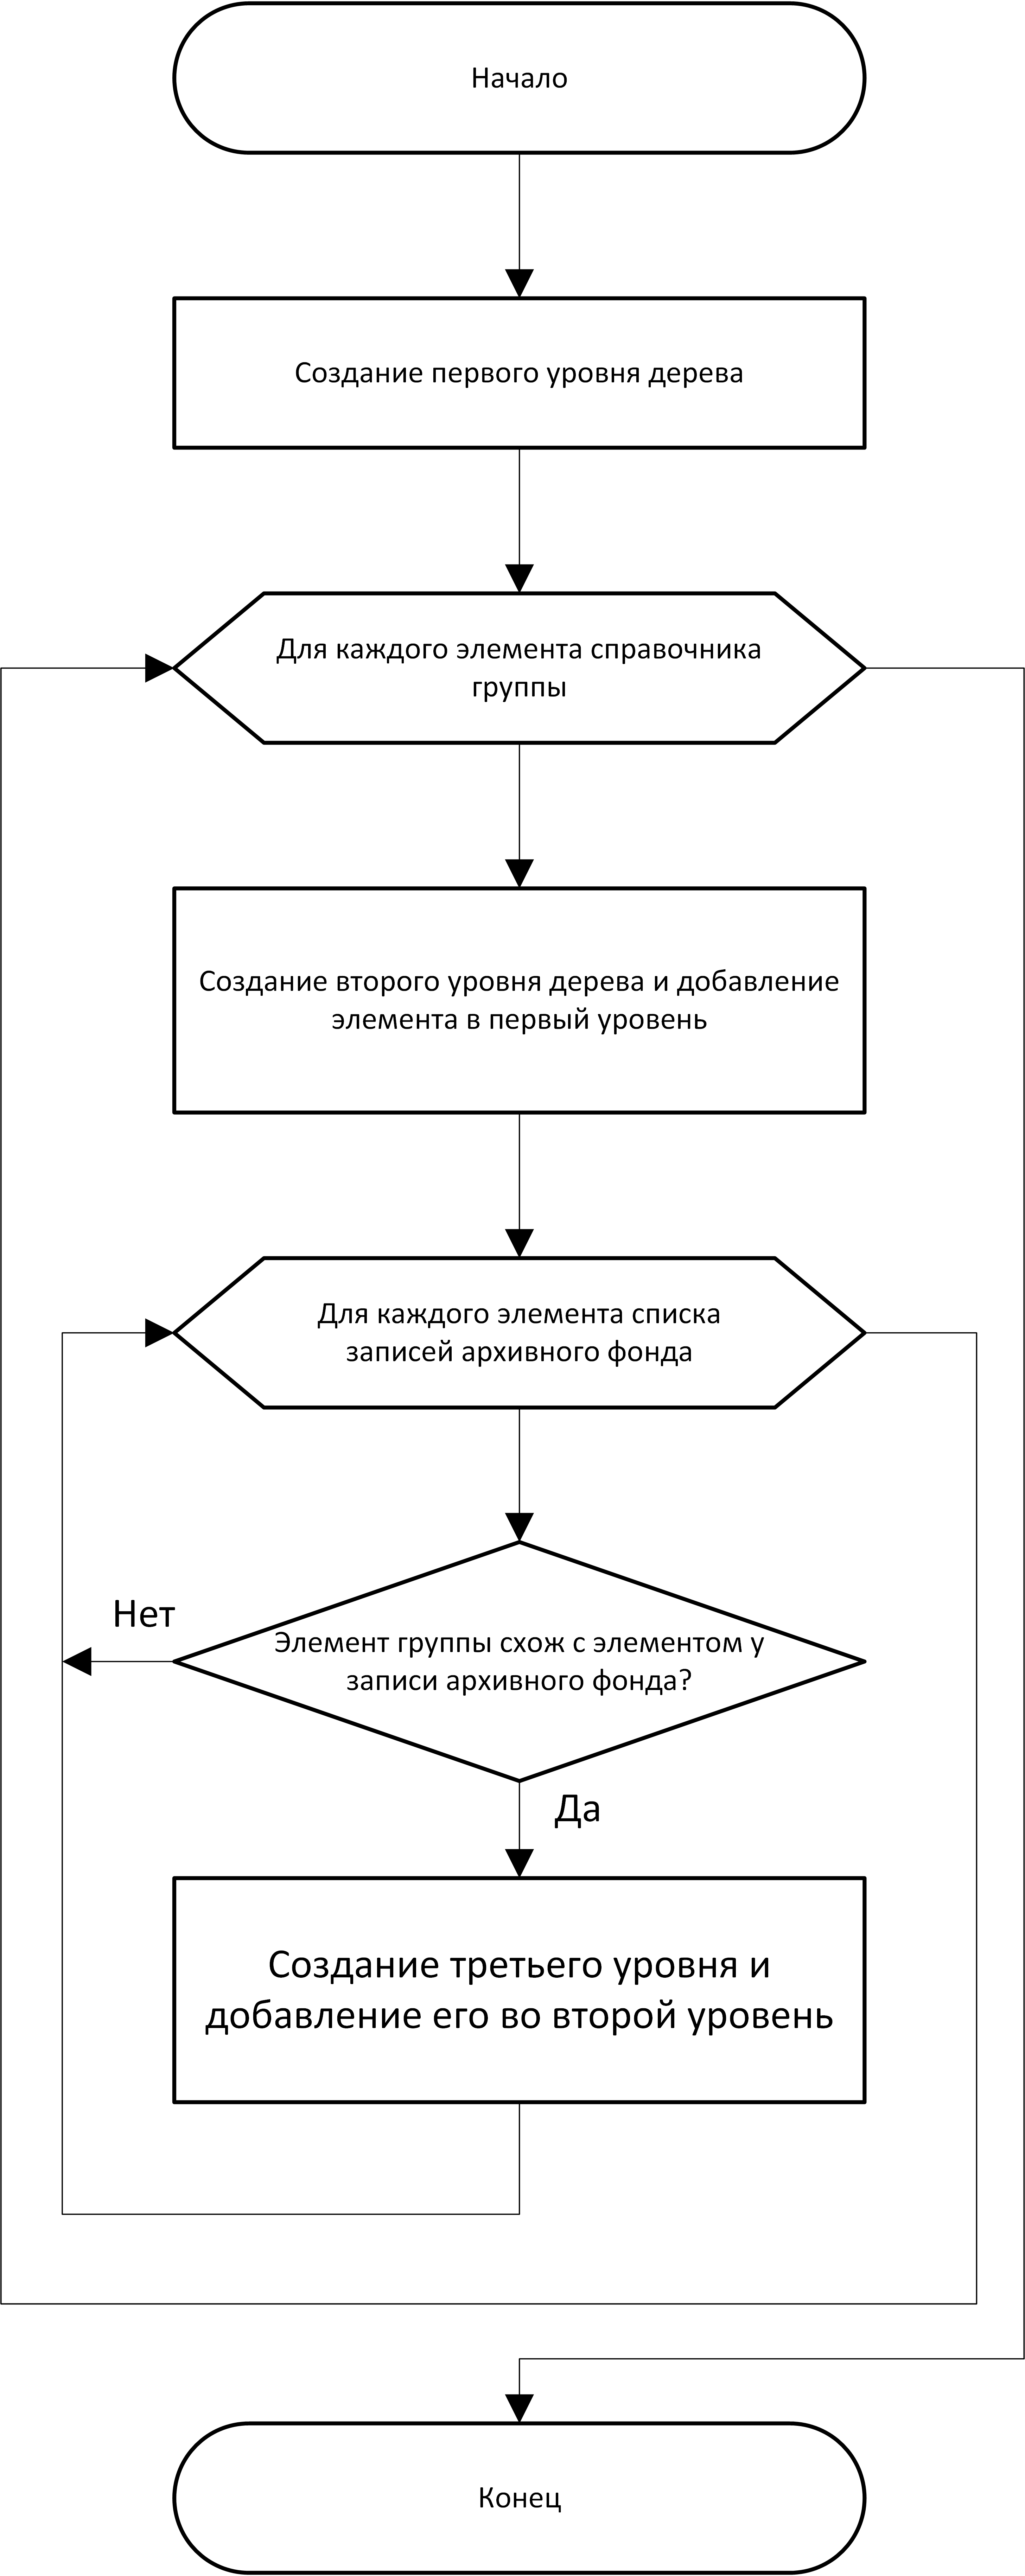 Начало
Создание первого уровня дерева
Для каждого элемента справочника
группы
Создание второго уровня дерева и добавление
элемента в первый уровень
Для каждого элемента списка
записей архивного фонда
Нет
Элемент группы схож с элементом у
записи архивного фонда?
Да
Создание третьего уровня и
добавление его во второй уровень
Конец